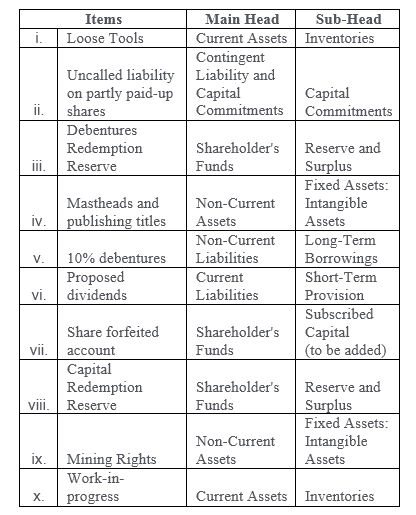 Items Main Head Sub-Head
i. Loose Tools Current Assets Inventories
Contingent
Uncalled liability Liability and
on partly paid-up Capital Capital
ii. shares Commitments Commitments
Debentures
Redemption Shareholder's Reserve and
iii. Reserve Funds Surplus
Fixed Assets:
Mastheads and Non-Current Intangible
iv. publishing titles Assets Assets
Non-Current Long-Term
v. 10% debentures Liabilities Borrowings
Proposed Current Short-Term
vi. dividends Liabilities Provision
Subscribed
Share forfeited Shareholder's Capital
vii. account Funds (to be added)
Capital
Redemption Shareholder's Reserve and
viii. Reserve Funds Surplus
Fixed Assets:
Non-Current Intangible
ix. Mining Rights Assets Assets
Work-in-
x. progress Current Assets Inventories